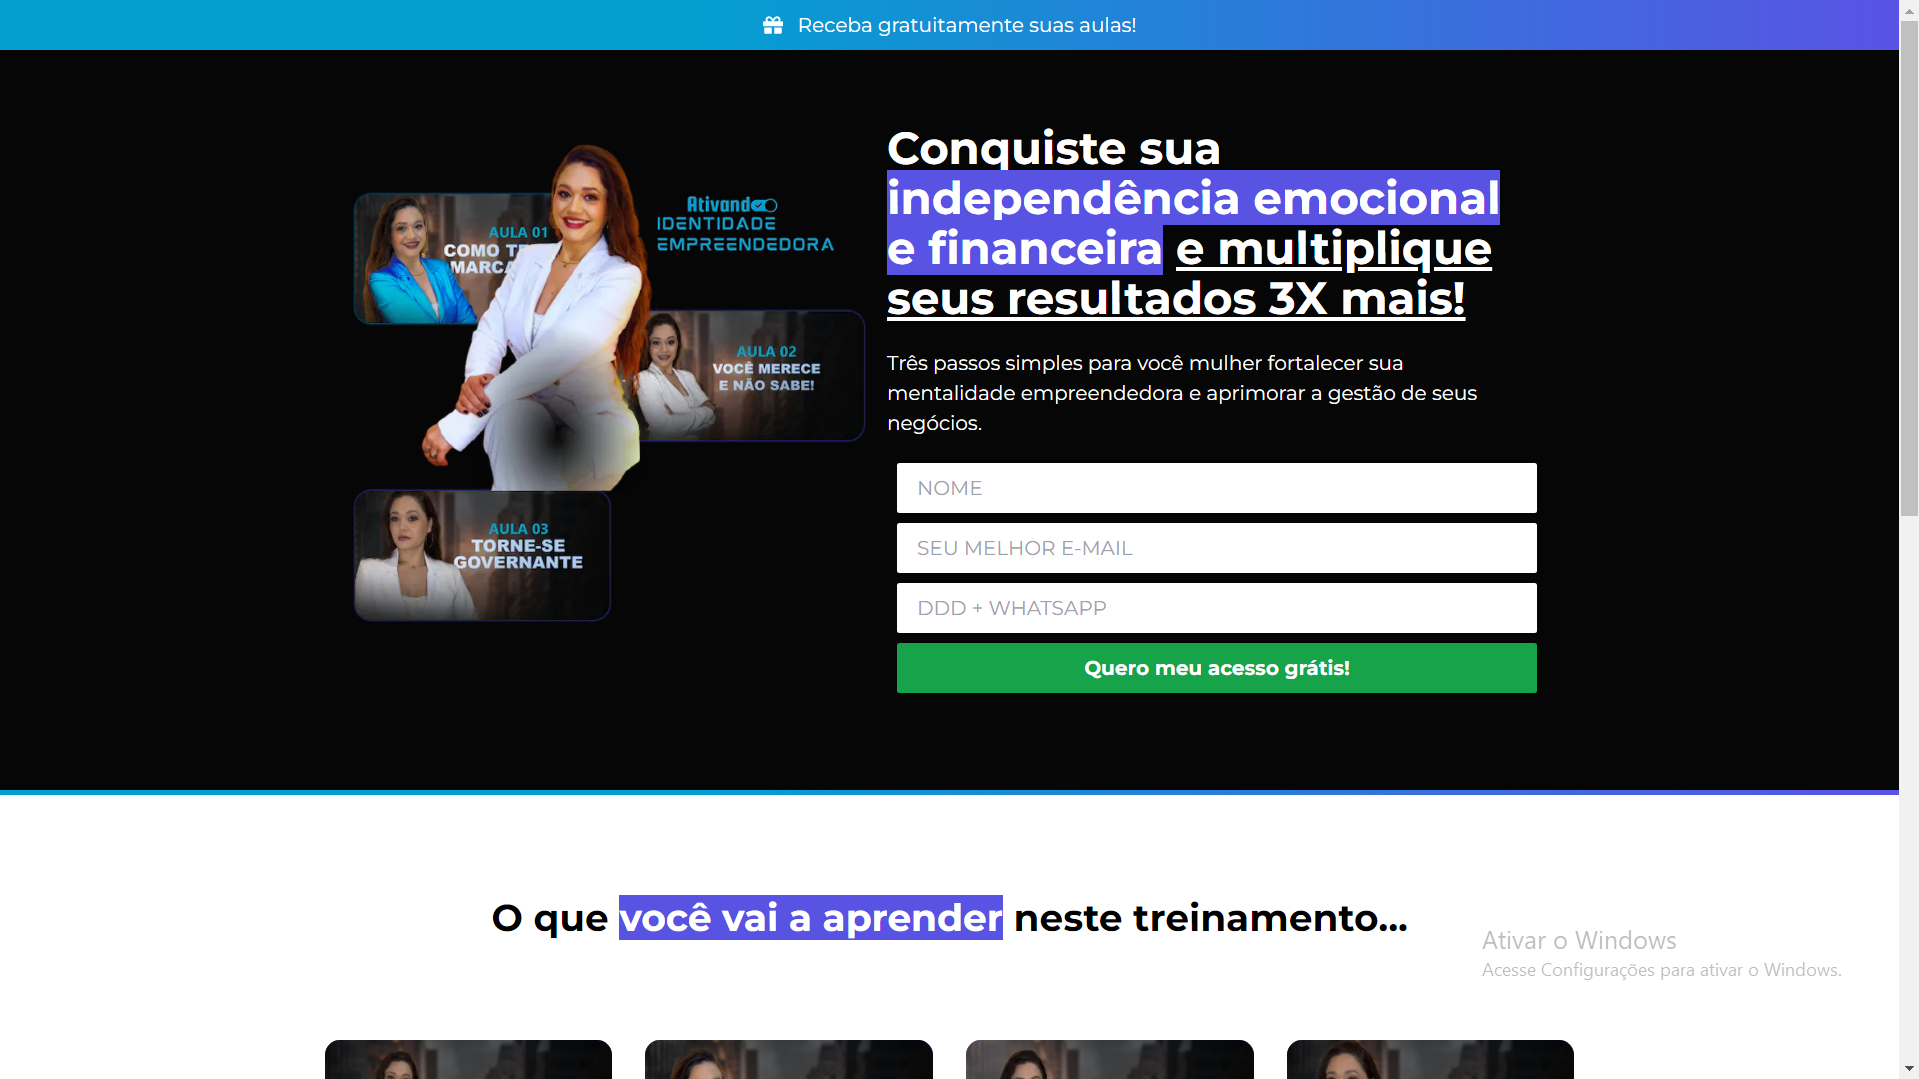 Receba gratuitamente suas aulas!
Conquiste sua
independência emocional
e financeira e multiplique
seus resultados 3X mais!
Três passos simples para você mulher fortalecer sua
mentalidade empreendedora e aprimorar a gestão de seus
negócios.
NOME
SEU MELHOR E-MAIL
DDD + WHATSAPP
Quero meu acesso grátis!
Ativando
IDENTIDADE
EMPREENDEDORA
AULA 01
COMO
AULA 02
VOCÊ MERECE
E NÃO SABE!
AULA 03
TORNE-SE
GOVERNANTE
O que você vai a aprender neste treinamento...
Ativar o Windows
Acesse Configurações para ativar o Windows.